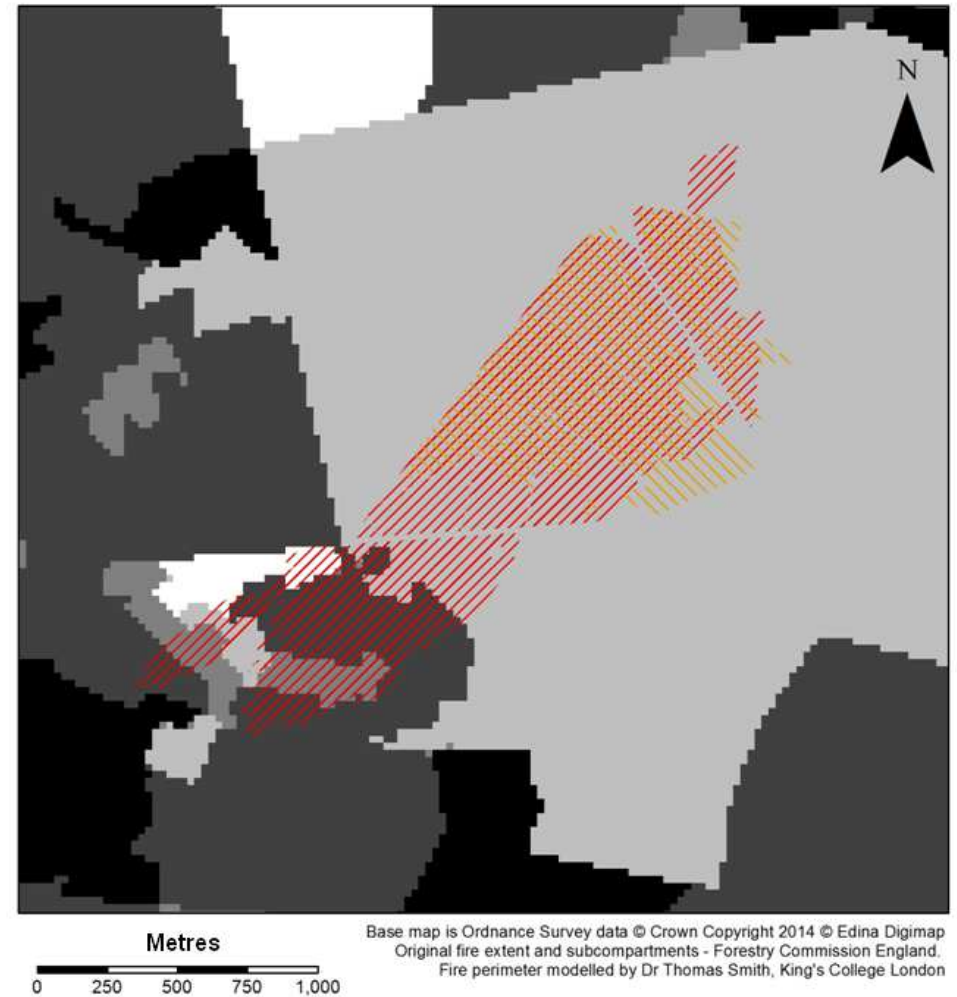 N
Metres
0 250 500 750 1,000
Base map is Ordnance Survey data © Crown Copyright 2014 © Edina Digimap
Original fire extent and subcompartments - Forestry Commission England.
Fire perimeter modelled by Dr Thomas Smith, King's College London